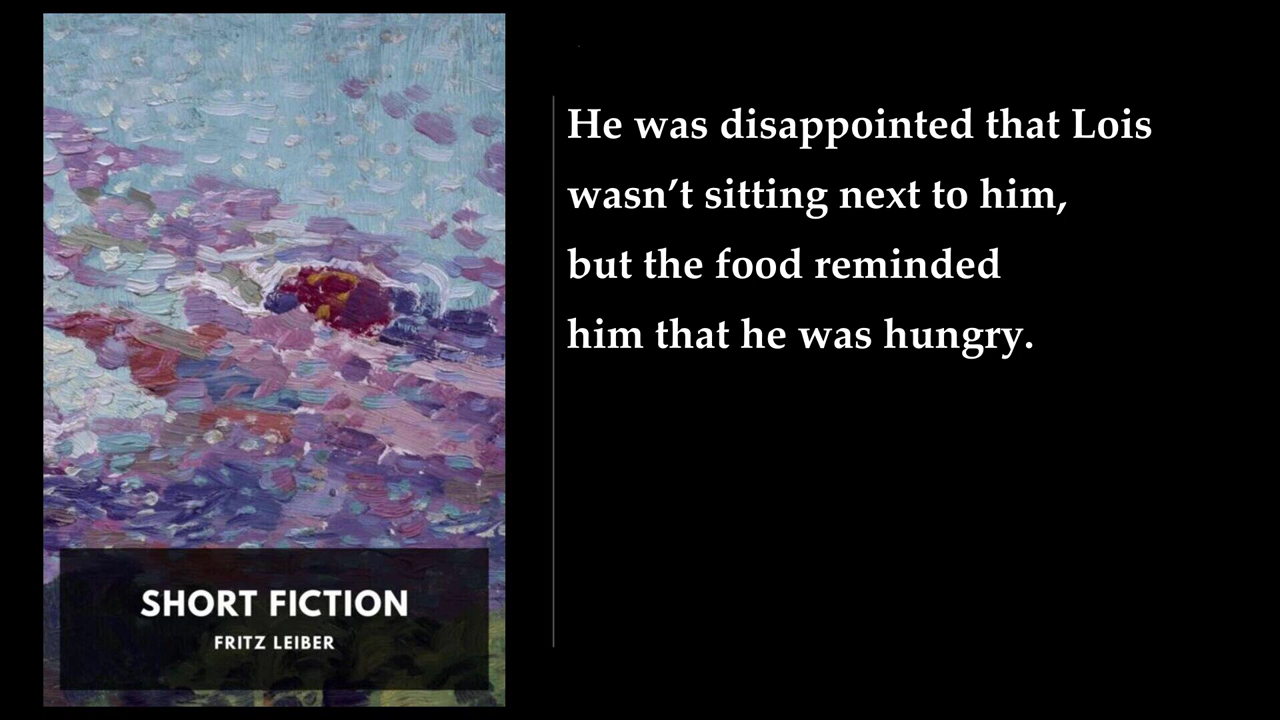 He was disappointed that Lois
wasn’t sitting next to him,
but the food reminded
him that he was hungry.
SHORT FICTION
FRITZ LEIBER